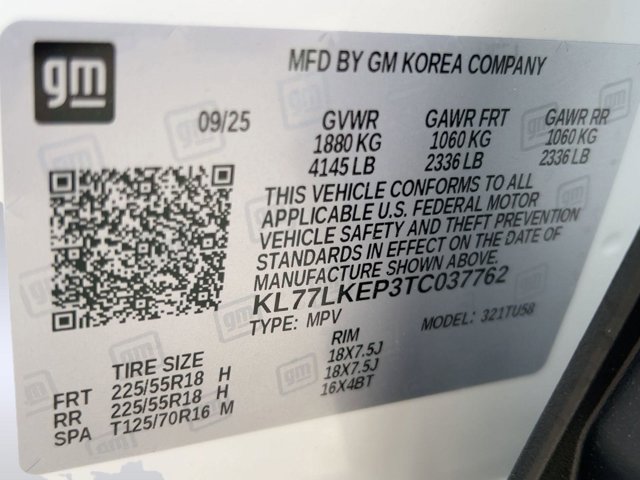 gm
MFD BY GM KOREA COMPANY
09/25 GVWR GAWR FRT GAWR RR
1880 KG 1060 KG 1060 KG
4145 LB 2336 LB 2336 LB
THIS VEHICLE CONFORMS TO ALL
APPLICABLE U.S. FEDERAL MOTOR
VEHICLE SAFETY AND THEFT PREVENTION
STANDARDS IN EFFECT ON THE DATE OF
MANUFACTURE SHOWN ABOVE.
KL77LKEP3TC037762
TYPE: MPV MODEL: 321TU58
TIRE SIZE RIM
FRT 225/55R18 H 18X7.5J
RR 225/55R18 H 18X7.5J
SPA T125/70R16 M 16X4BT